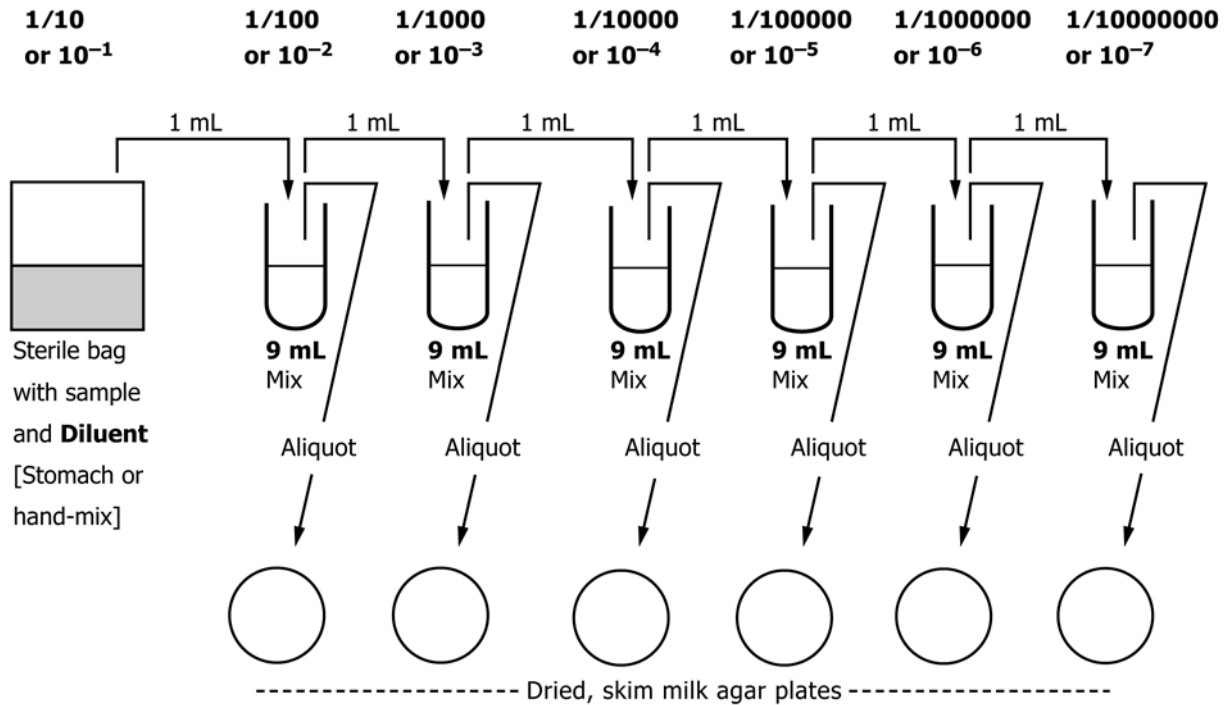 1/10 1/100 1/1000 1/10000 1/100000 1/1000000 1/10000000
or 10⁻¹ or 10⁻² or 10⁻³ or 10⁻⁴ or 10⁻⁵ or 10⁻⁶ or 10⁻⁷
1 mL 1 mL 1 mL 1 mL 1 mL 1 mL
Sterile bag
with sample
and Diluent
[Stomach or
hand-mix]
9 mL 9 mL 9 mL 9 mL 9 mL 9 mL
Mix Mix Mix Mix Mix Mix
Aliquot Aliquot Aliquot Aliquot Aliquot Aliquot
Dried, skim milk agar plates